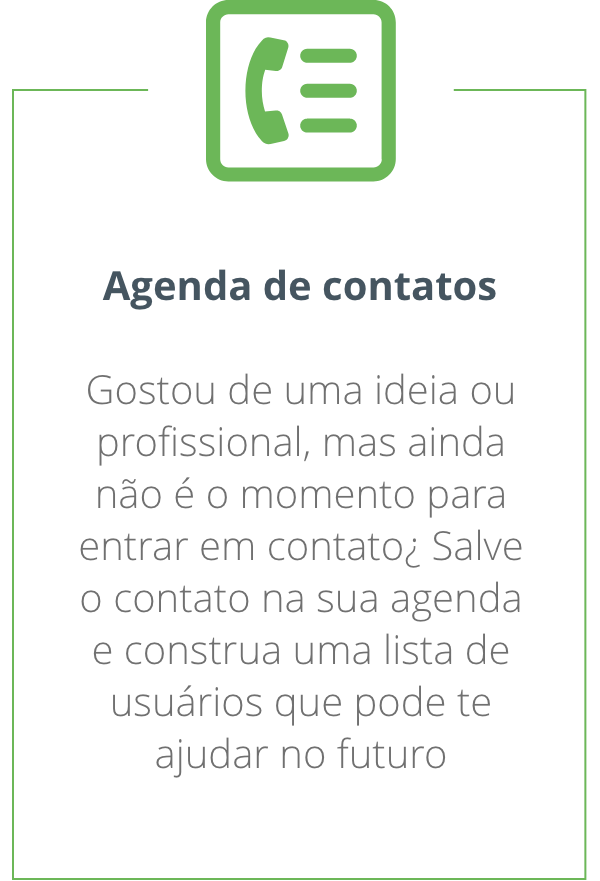 Agenda de contatos
Gostou de uma ideia ou
profissional, mas ainda
não é o momento para
entrar em contato¿ Salve
o contato na sua agenda
e construa uma lista de
usuários que pode te
ajudar no futuro